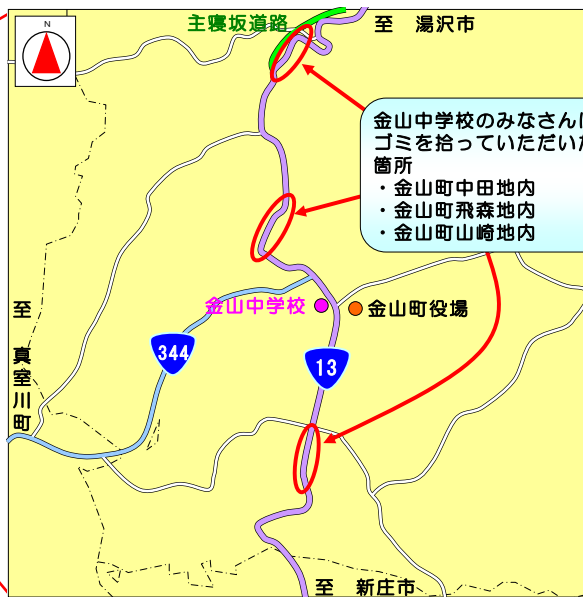 主寝坂道路
至 湯沢市
N
金山中学校のみなさんに
ゴミを拾っていただいた
箇所
・金山町中田地内
・金山町飛森地内
・金山町山崎地内
金山中学校
金山町役場
至 真室川町
344
13
至 新庄市